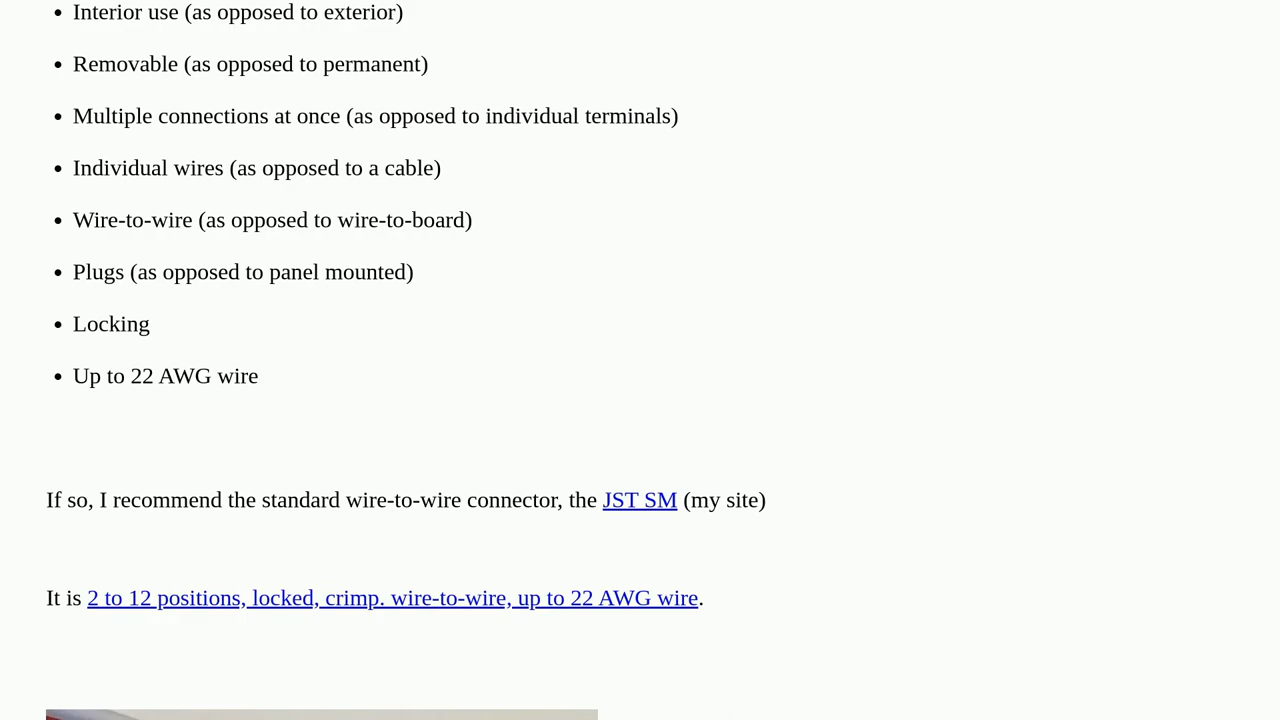 Interior use (as opposed to exterior)
Removable (as opposed to permanent)
Multiple connections at once (as opposed to individual terminals)
Individual wires (as opposed to a cable)
Wire-to-wire (as opposed to wire-to-board)
Plugs (as opposed to panel mounted)
Locking
Up to 22 AWG wire
If so, I recommend the standard wire-to-wire connector, the JST SM (my site)
It is 2 to 12 positions, locked, crimp. wire-to-wire, up to 22 AWG wire.